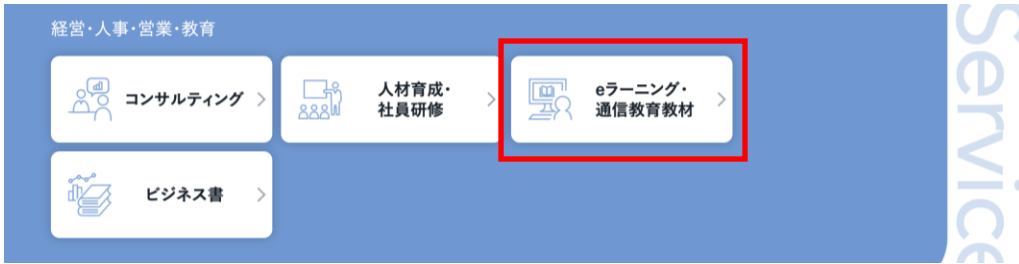 経営・人事・営業・教育
コンサルティング
人材育成・
社員研修
eラーニング・
通信教育教材
ビジネス書
Service